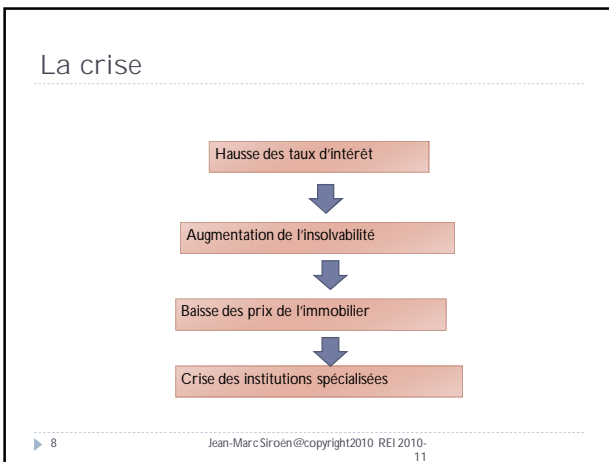 La crise
Hausse des taux d'intérêt
Augmentation de l'insolvabilité
Baisse des prix de l'immobilier
Crise des institutions spécialisées
8
Jean-Marc Siroën@copyright2010 REI 2010-
11